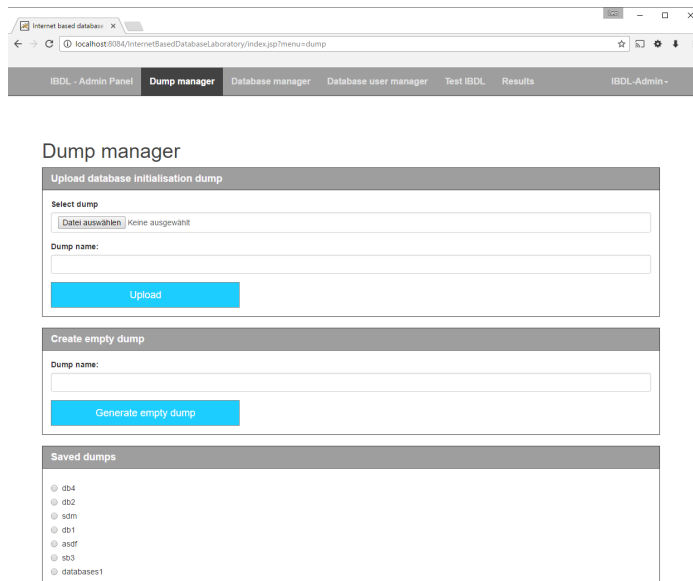 Internet based database
localhost:8084/InternetBasedDatabaseLaboratory/index.jsp?menu=dump
IBDL - Admin Panel Dump manager Database manager Database user manager Test IBDL Results IBDL-Admin
Dump manager
Upload database initialisation dump
Select dump
Datei auswählen Keine ausgewählt
Dump name:
Upload
Create empty dump
Dump name:
Generate empty dump
Saved dumps
db4
db2
sdm
db1
asdf
sb3
databases1